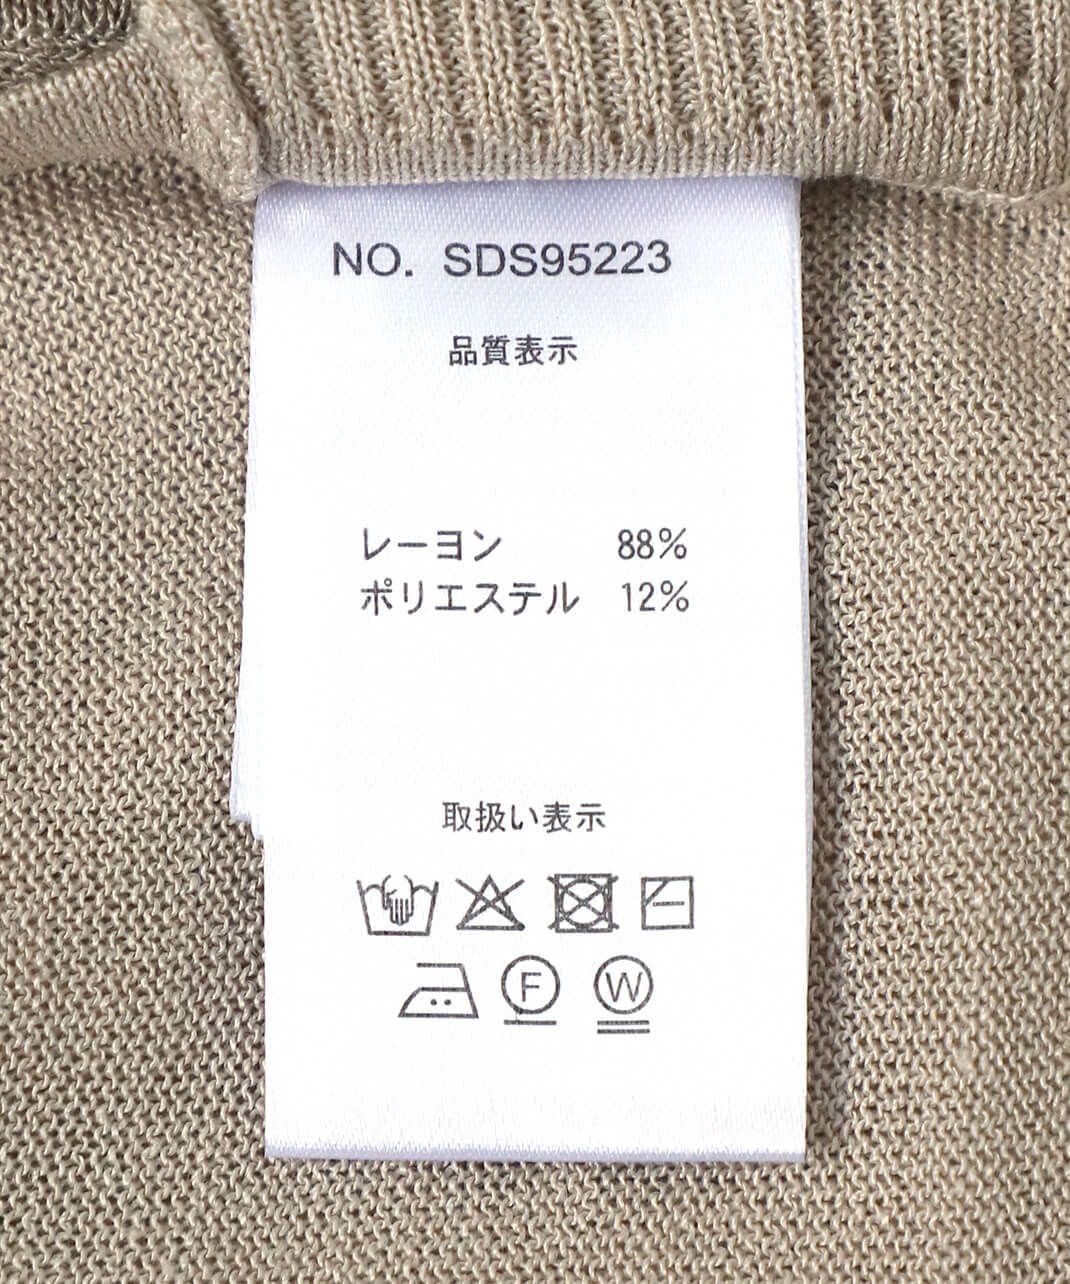 NO. SDS95223
品質表示
レーヨン 88%
ポリエステル 12%
取扱い表示
F W